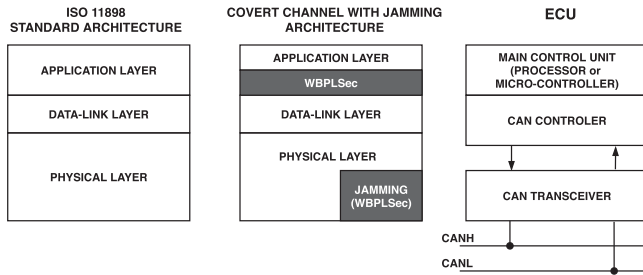 ISO 11898
STANDARD ARCHITECTURE
APPLICATION LAYER
DATA-LINK LAYER
PHYSICAL LAYER
COVERT CHANNEL WITH JAMMING
ARCHITECTURE
APPLICATION LAYER
WBPLSec
DATA-LINK LAYER
PHYSICAL LAYER
JAMMING
(WBPLSec)
ECU
MAIN CONTROL UNIT
(PROCESSOR or
MICRO-CONTROLLER)
CAN CONTROLER
CAN TRANSCEIVER
CANH
CANL